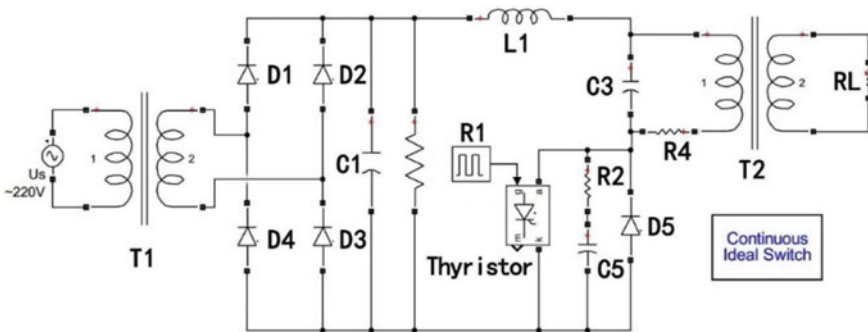 L1
D1
D2
C3
RL
1
2
R1
C1
R4
1
2
Us
~220V
R2
T2
g
a
D5
D4
D3
m
k
T1
Thyristor
C5
Continuous
Ideal Switch